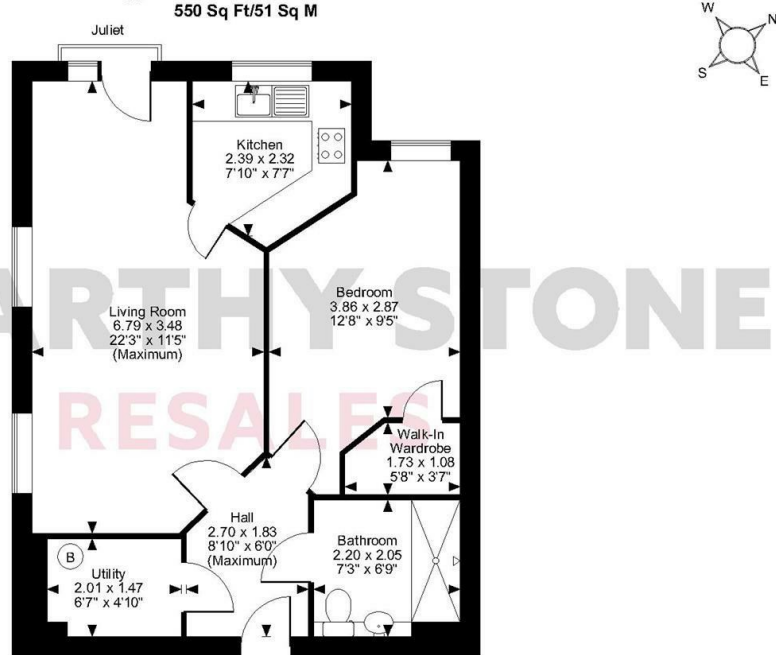 550 Sq Ft/51 Sq M
W
N
S
E
Juliet
Kitchen
2.39 x 2.32
7'10" x 7'7"
Living Room
6.79 x 3.48
22'3" x 11'5"
(Maximum)
Bedroom
3.86 x 2.87
12'8" x 9'5"
ARTHY STONE
RESALES
Walk-In
Wardrobe
1.73 x 1.08
5'8" x 3'7"
Hall
2.70 x 1.83
8'10" x 6'0"
(Maximum)
Bathroom
2.20 x 2.05
7'3" x 6'9"
B
Utility
2.01 x 1.47
6'7" x 4'10"